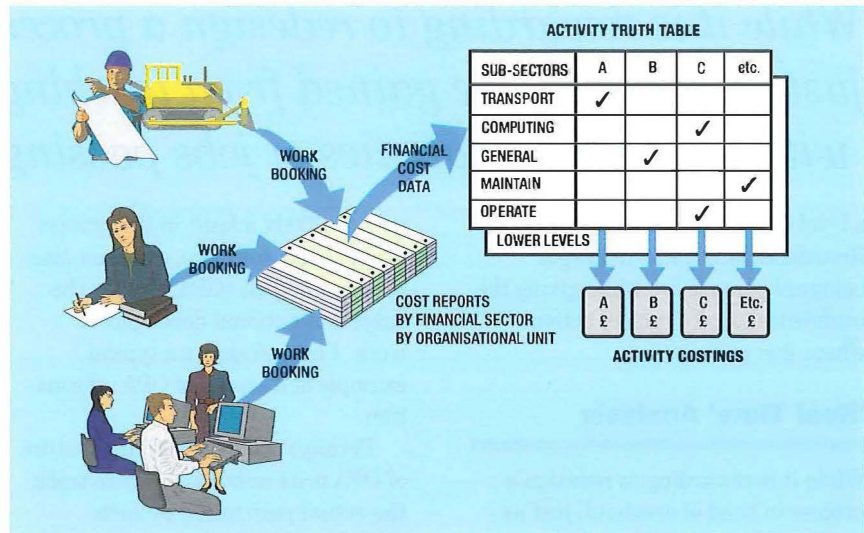 ACTIVITY TRUTH TABLE
SUB-SECTORS A B C etc.
TRANSPORT ✓
COMPUTING ✓
GENERAL ✓
MAINTAIN ✓
OPERATE ✓
LOWER LEVELS
WORK
BOOKING
FINANCIAL
COST
DATA
WORK
BOOKING
COST REPORTS
BY FINANCIAL SECTOR
BY ORGANISATIONAL UNIT
A B C Etc.
£ £ £ £
ACTIVITY COSTINGS
WORK
BOOKING